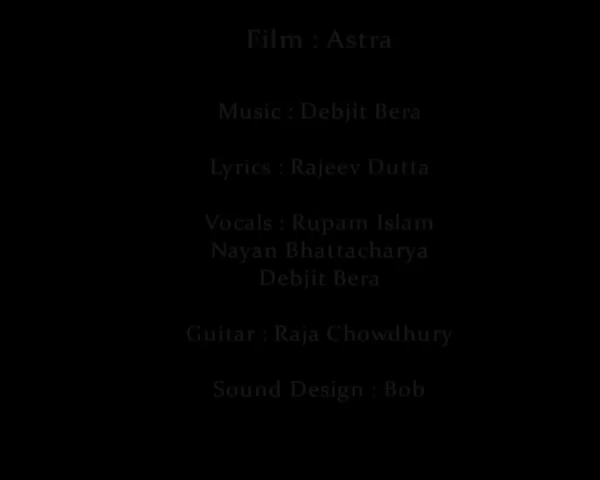 Film : Astra
Music : Debjit Bera
Lyrics : Rajeev Dutta
Vocals : Rupam Islam
Nayan Bhattacharya
Debjit Bera
Guitar : Raja Chowdhury
Sound Design : Bob